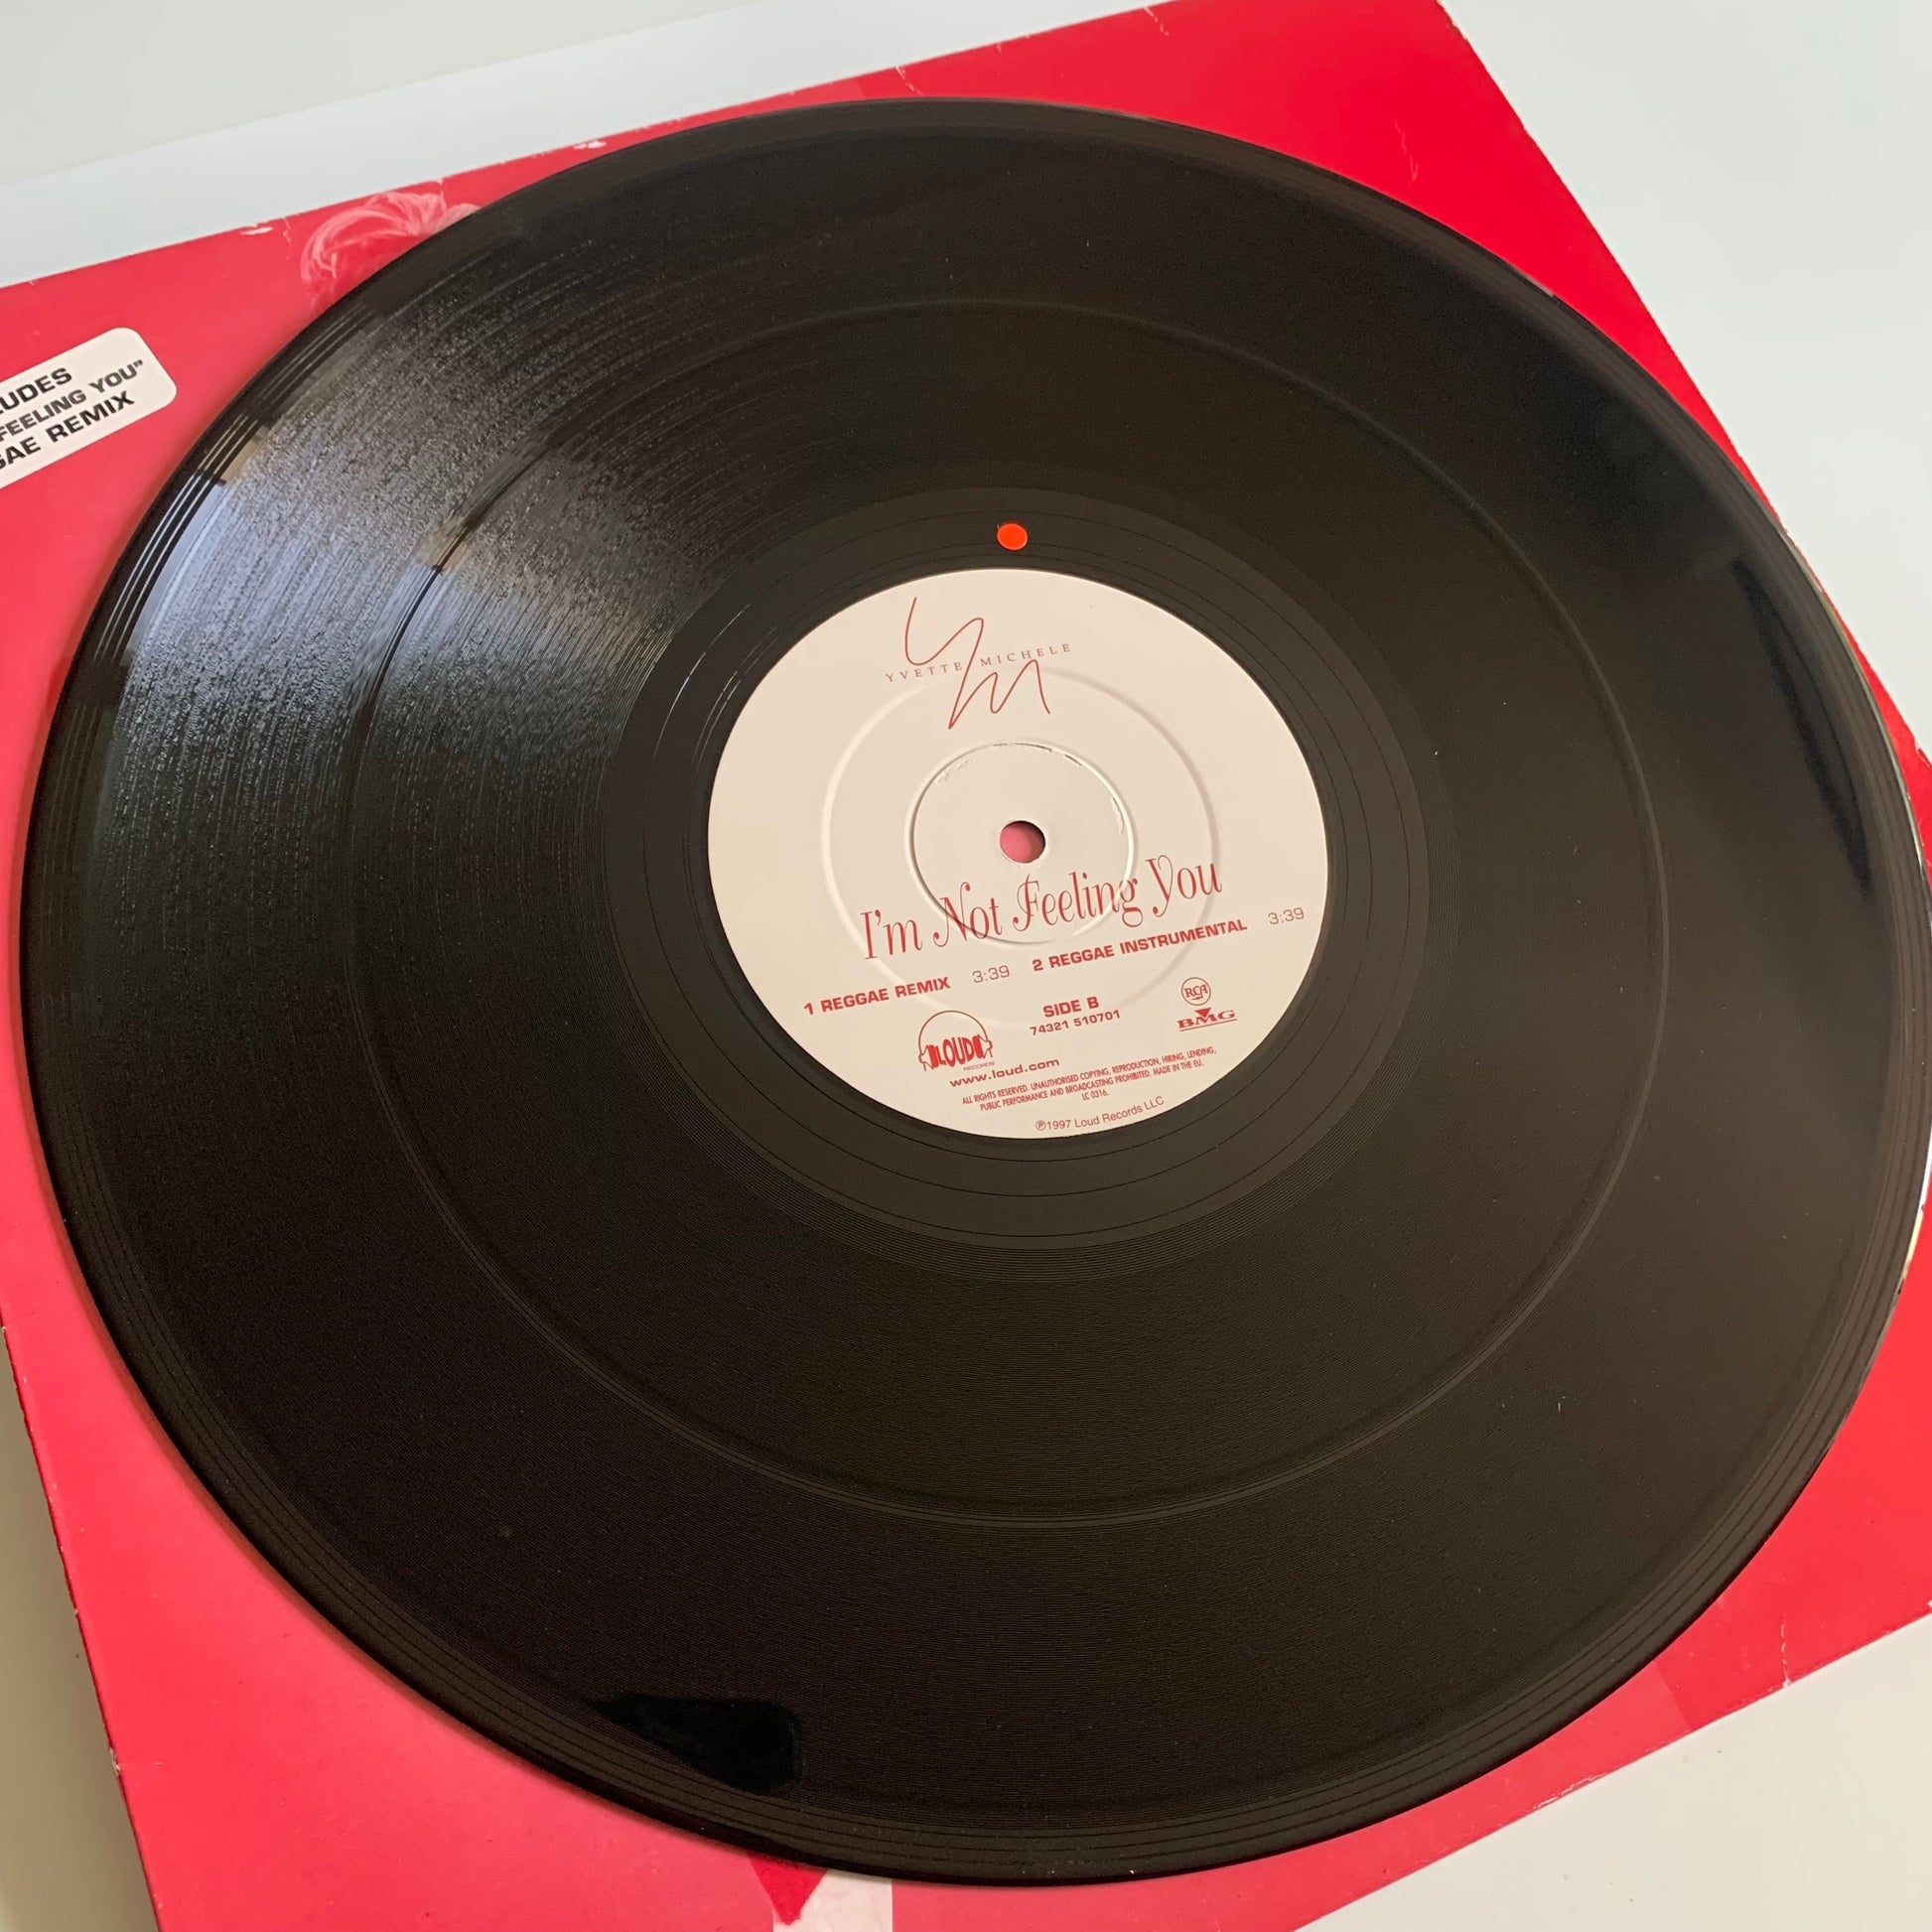 FEELING YOU"
REMIX
YVETTE MICHELE
I'm Not Feeling You
1 REGGAE REMIX 3:39 2 REGGAE INSTRUMENTAL 3:39
SIDE B
74321 510701
LOUD
RECORDS
RCA
BMG
www.loud.com
ALL RIGHTS RESERVED. UNAUTHORISED COPYING, REPRODUCTION, HIRING, LENDING,
PUBLIC PERFORMANCE AND BROADCASTING PROHIBITED. MADE IN THE EU.
LC 0316.
℗1997 Loud Records LLC